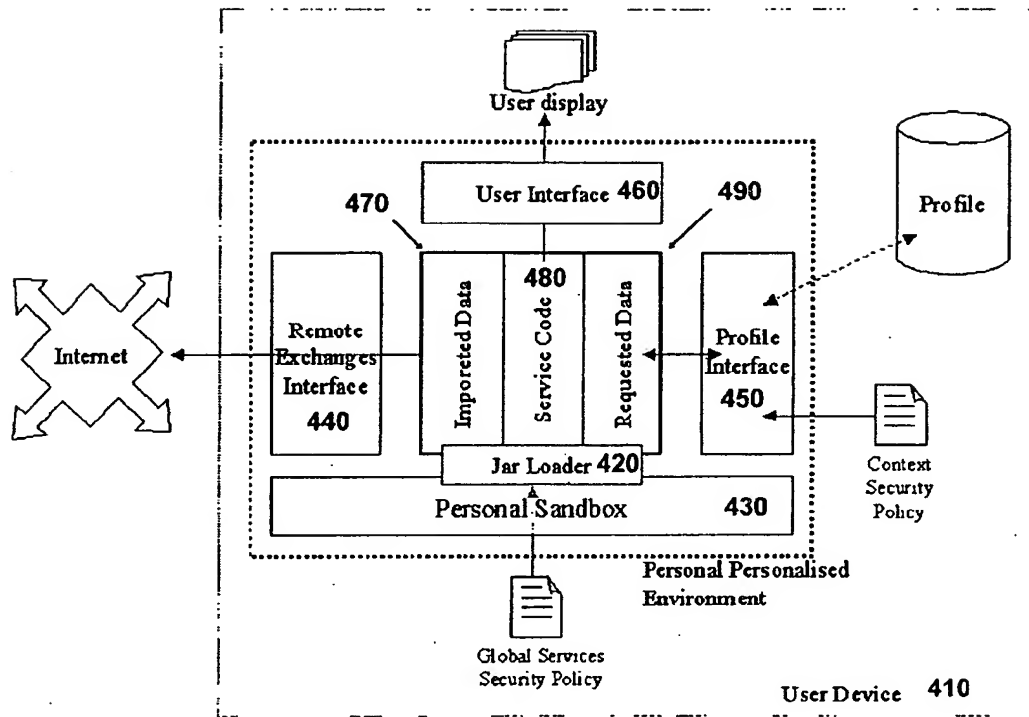 User display
User Interface 460
470
490
Profile
Internet
Remote
Exchanges
Interface
440
Imporeted Data
480
Service Code
Requested Data
Profile
Interface
450
Jar Loader 420
Personal Sandbox 430
Context
Security
Policy
Personal Personalised
Environment
Global Services
Security Policy
User Device 410